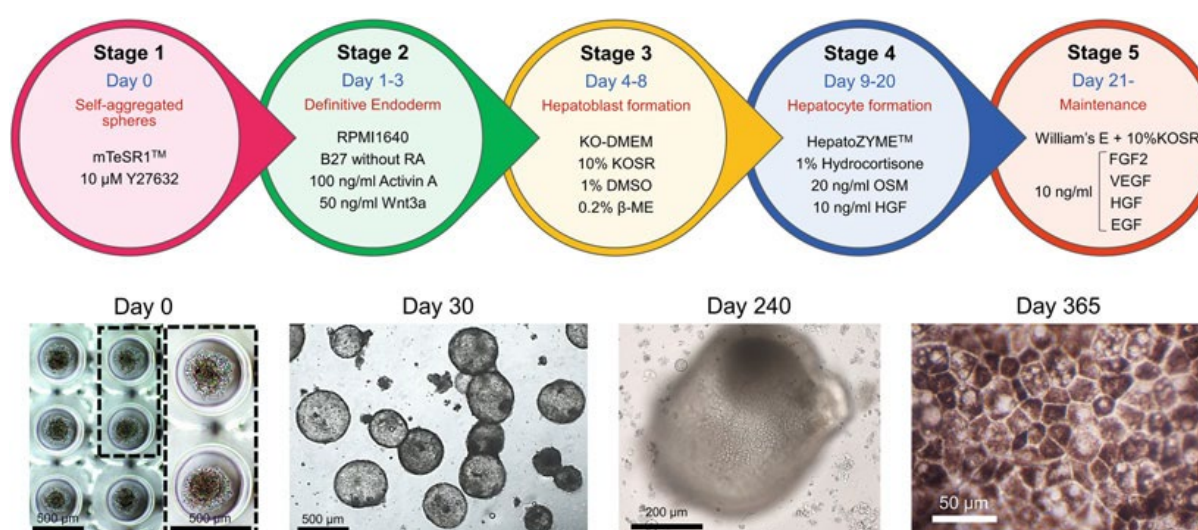 Stage 1
Day 0
Self-aggregated
spheres
mTeSR1™
10 µM Y27632
Stage 2
Day 1-3
Definitive Endoderm
RPMI1640
B27 without RA
100 ng/ml Activin A
50 ng/ml Wnt3a
Stage 3
Day 4-8
Hepatoblast formation
KO-DMEM
10% KOSR
1% DMSO
0.2% β-ME
Stage 4
Day 9-20
Hepatocyte formation
HepatoZYME™
1% Hydrocortisone
20 ng/ml OSM
10 ng/ml HGF
Stage 5
Day 21-
Maintenance
William's E + 10%KOSR
10 ng/ml
FGF2
VEGF
HGF
EGF
Day 0
500 µm
500 µm
Day 30
500 µm
Day 240
200 µm
Day 365
50 µm